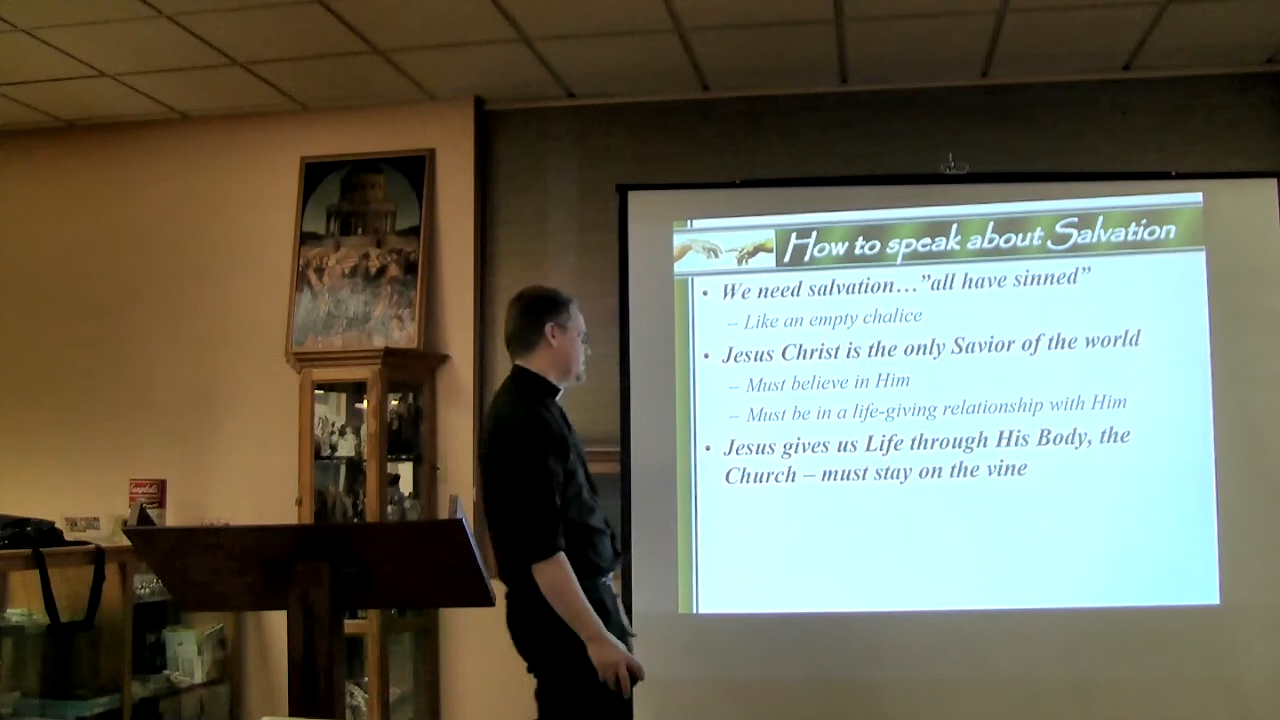 How to speak about Salvation
• We need salvation…”all have sinned”
– Like an empty chalice
• Jesus Christ is the only Savior of the world
– Must believe in Him
– Must be in a life-giving relationship with Him
• Jesus gives us Life through His Body, the
Church – must stay on the vine
Campbell's